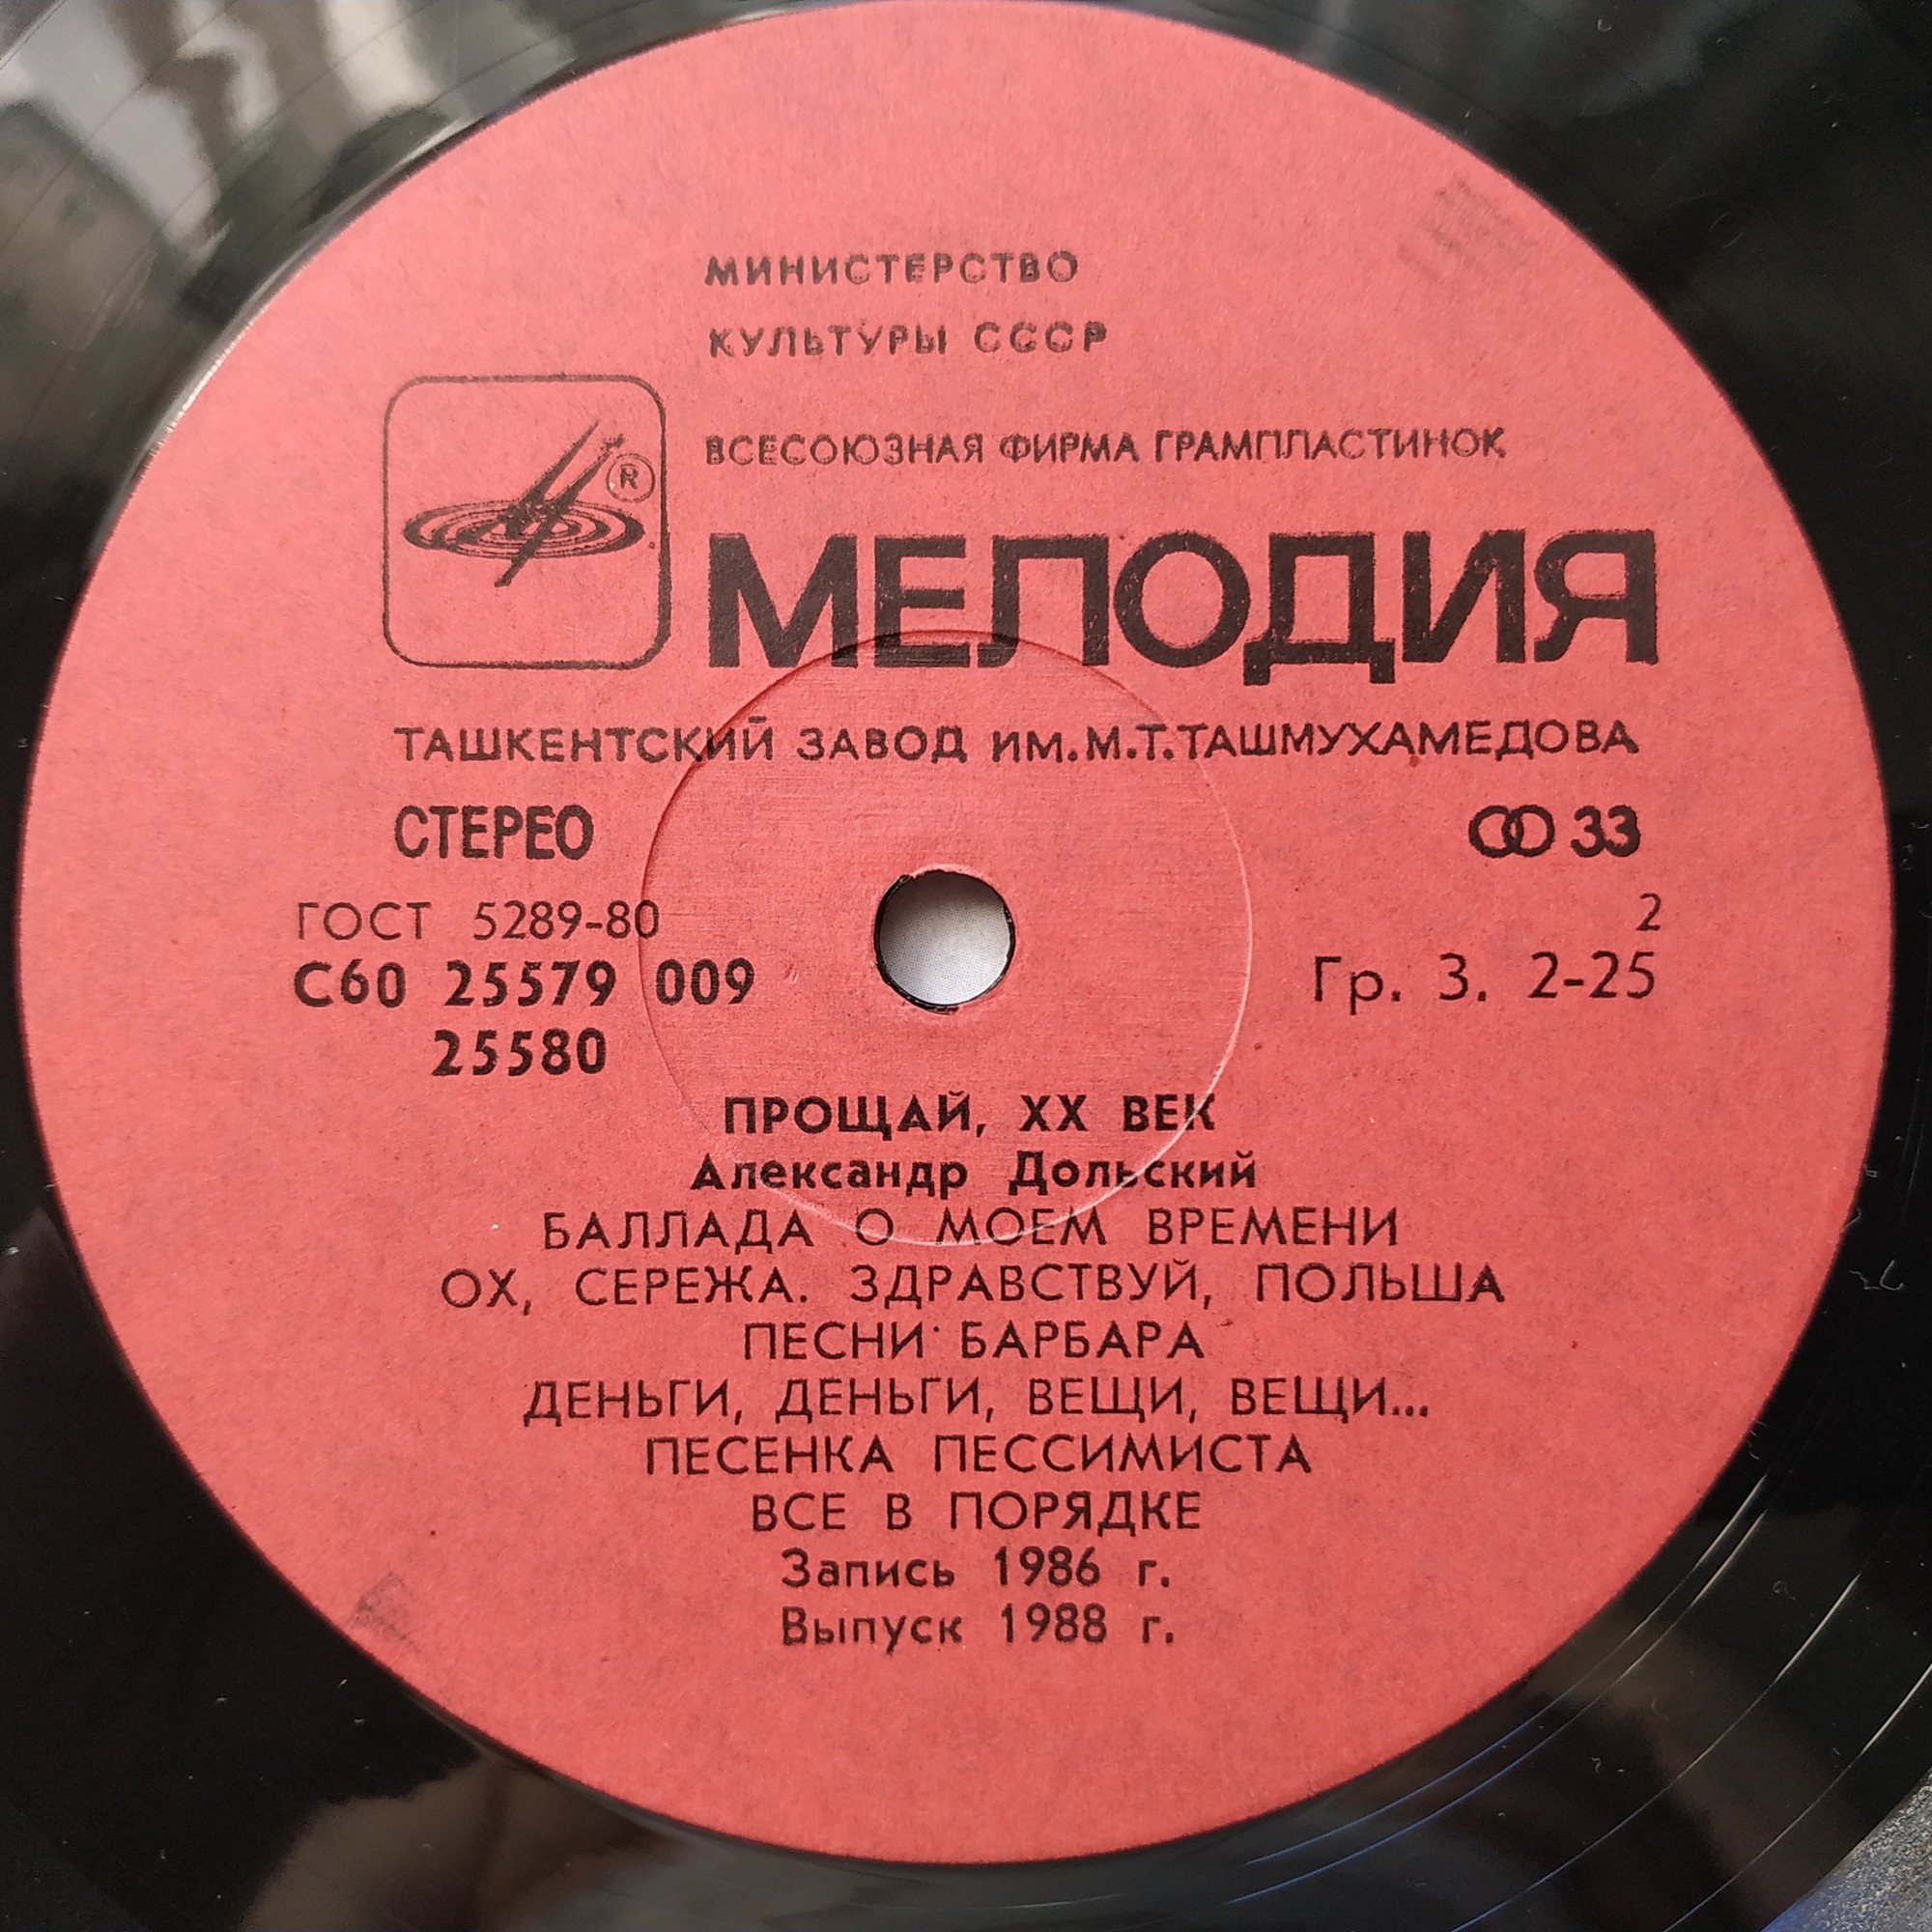 МИНИСТЕРСТВО
КУЛЬТУРЫ СССР
ВСЕСОЮЗНАЯ ФИРМА ГРАМПЛАСТИНОК
®
МЕЛОДИЯ
ТАШКЕНТСКИЙ ЗАВОД ИМ.М.Т.ТАШМУХАМЕДОВА
СТЕРЕО 33
ГОСТ 5289-80 2
С60 25579 009 Гр. 3. 2-25
25580
ПРОЩАЙ, ХХ ВЕК
Александр Дольский
БАЛЛАДА О МОЕМ ВРЕМЕНИ
ОХ, СЕРЕЖА. ЗДРАВСТВУЙ, ПОЛЬША
ПЕСНИ БАРБАРА
ДЕНЬГИ, ДЕНЬГИ, ВЕЩИ, ВЕЩИ...
ПЕСЕНКА ПЕССИМИСТА
ВСЕ В ПОРЯДКЕ
Запись 1986 г.
Выпуск 1988 г.